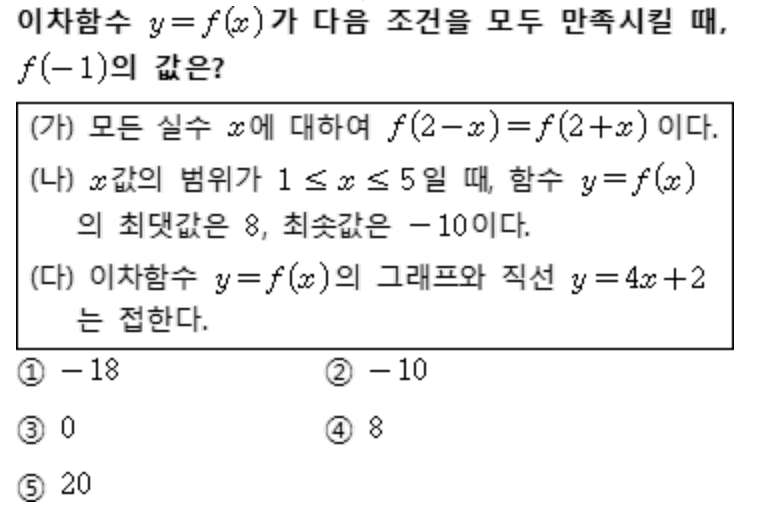 이차함수 y=f(x)가 다음 조건을 모두 만족시킬 때,
f(-1)의 값은?
(가) 모든 실수 x에 대하여 f(2-x)=f(2+x)이다.
(나) x값의 범위가 1≤x≤5일 때, 함수 y=f(x)
의 최댓값은 8, 최솟값은 -10이다.
(다) 이차함수 y=f(x)의 그래프와 직선 y=4x+2
는 접한다.
① -18 ② -10
③ 0 ④ 8
⑤ 20